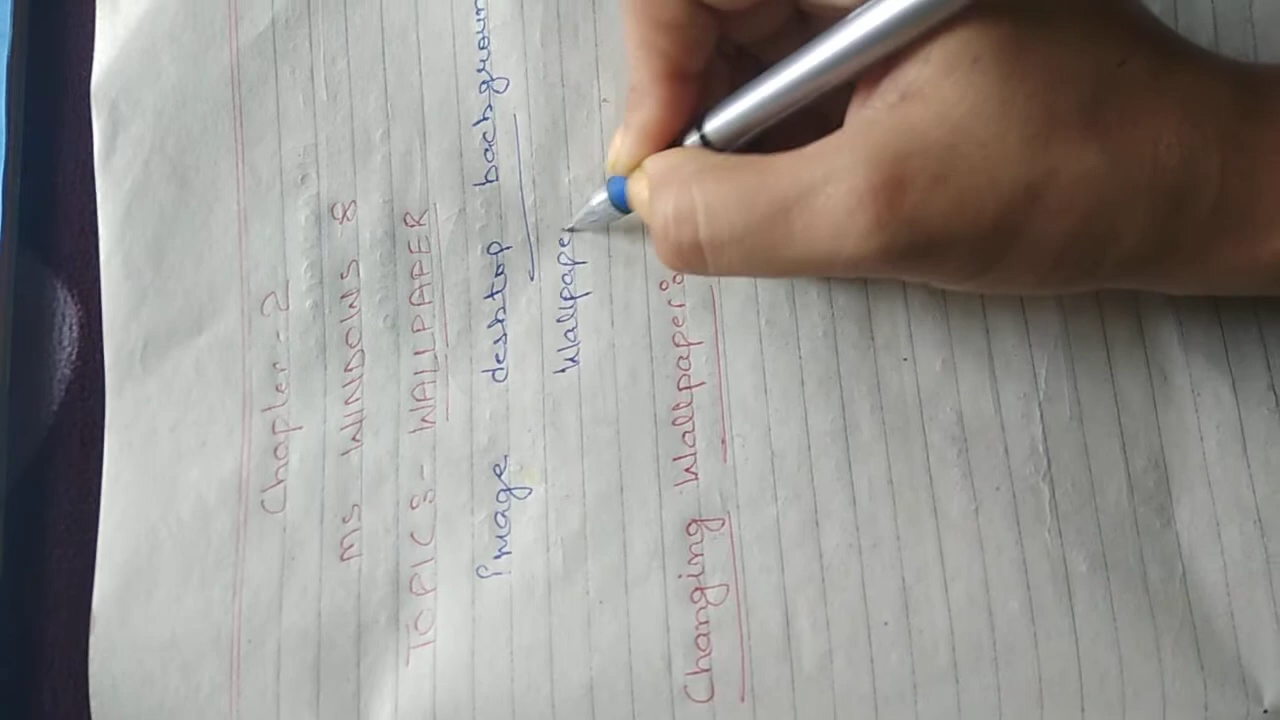 Chapter-2
MS WINDOWS 8
TOPICS- WALLPAPER
Image desktop backgroun
Wallpape
Changing Wallpaper: